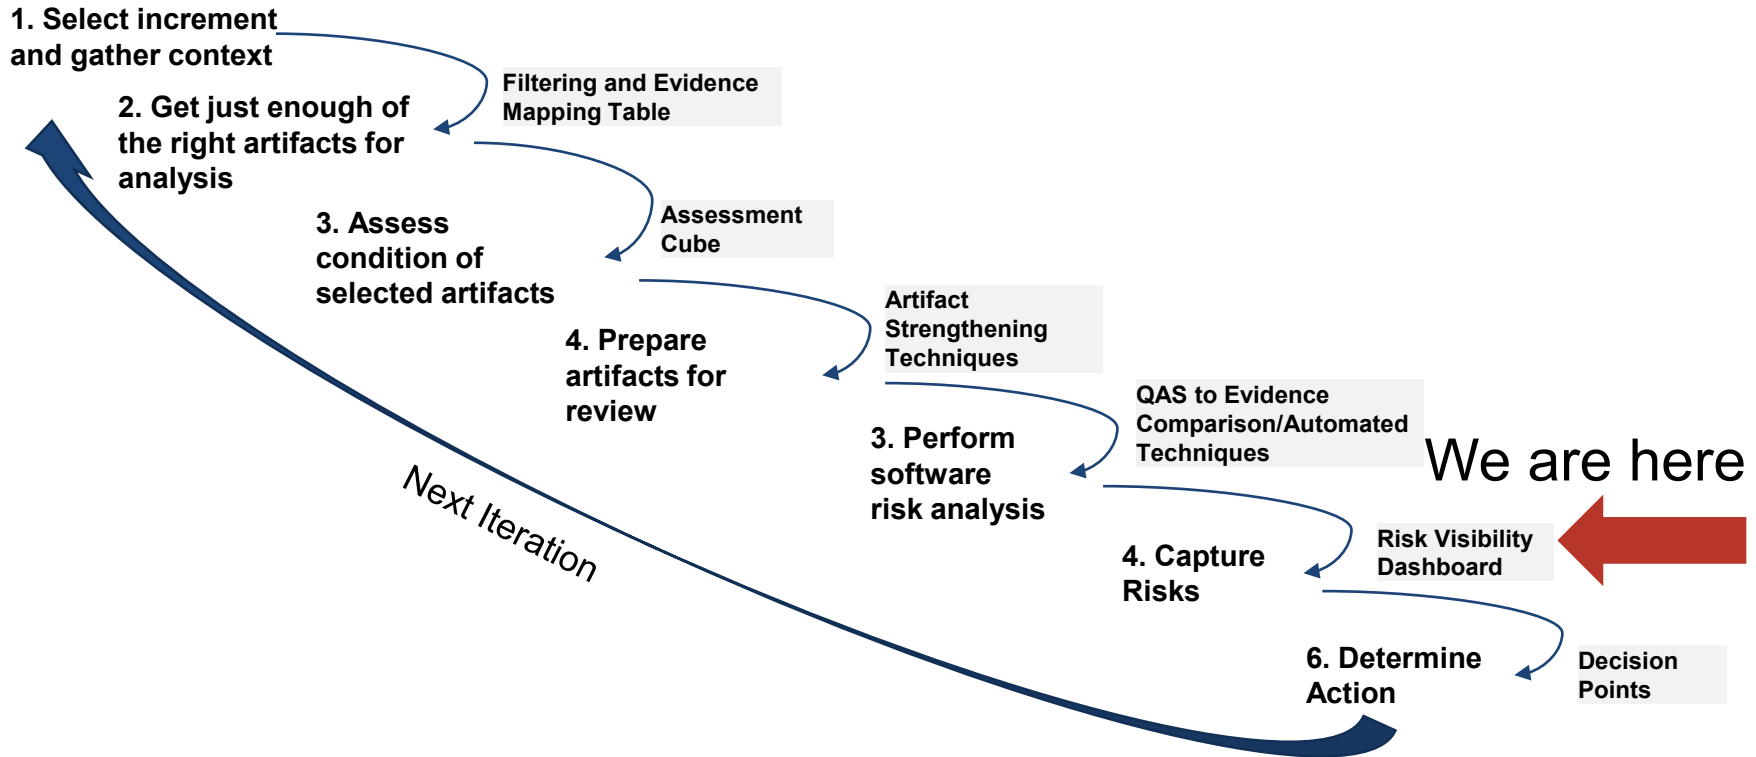 1. Select increment
and gather context
Filtering and Evidence
Mapping Table
2. Get just enough of
the right artifacts for
analysis
Assessment
Cube
3. Assess
condition of
selected artifacts
Artifact
Strengthening
Techniques
4. Prepare
artifacts for
review
QAS to Evidence
Comparison/Automated
Techniques
3. Perform
software
risk analysis
We are here
Risk Visibility
Dashboard
4. Capture
Risks
Next Iteration
6. Determine
Action
Decision
Points